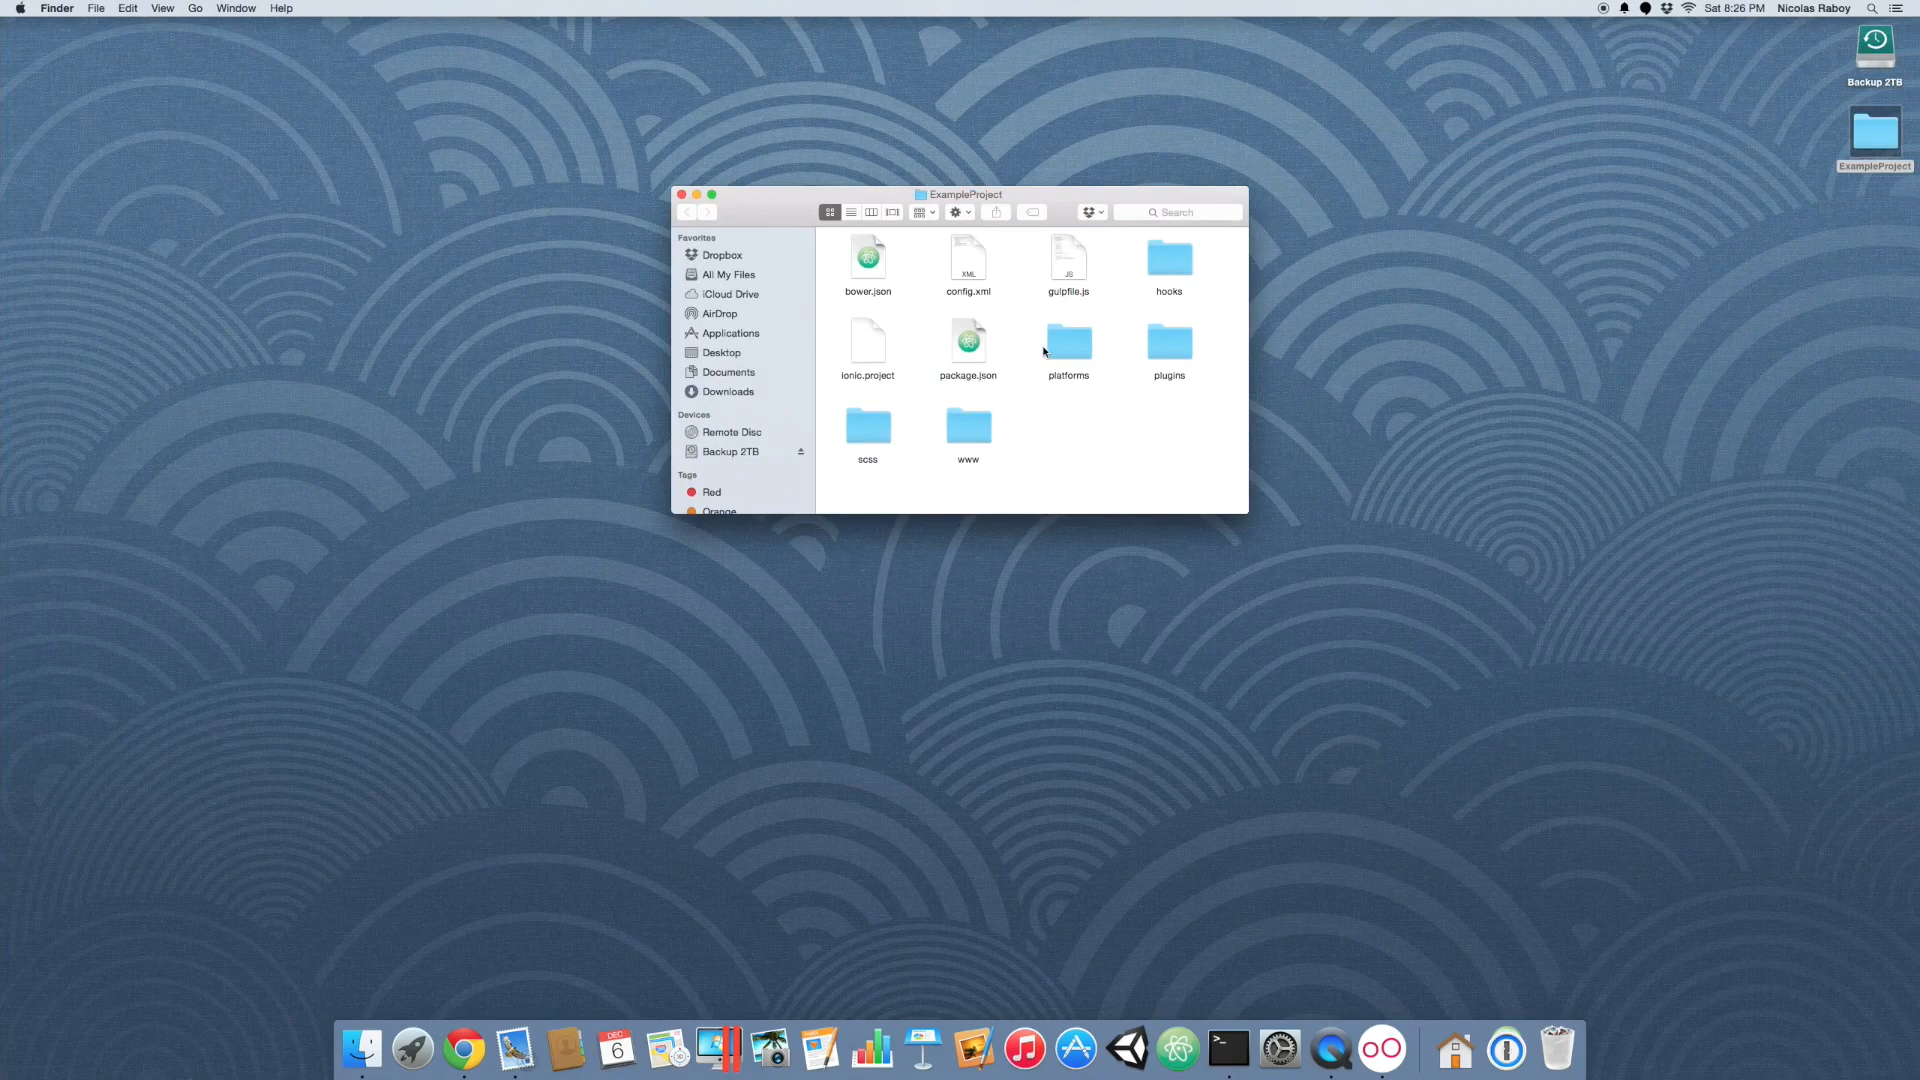 Finder File Edit View Go Window Help Sat 8:26 PM Nicolas Raboy
Backup 2TB
ExampleProject
ExampleProject
Search
Favorites
Dropbox
All My Files
iCloud Drive
AirDrop
Applications
Desktop
Documents
Downloads
Devices
Remote Disc
Backup 2TB
Tags
Red
Orange
bower.json config.xml gulpfile.js hooks
XML
JS
ionic.project package.json platforms plugins
scss www
DEC
6
>_